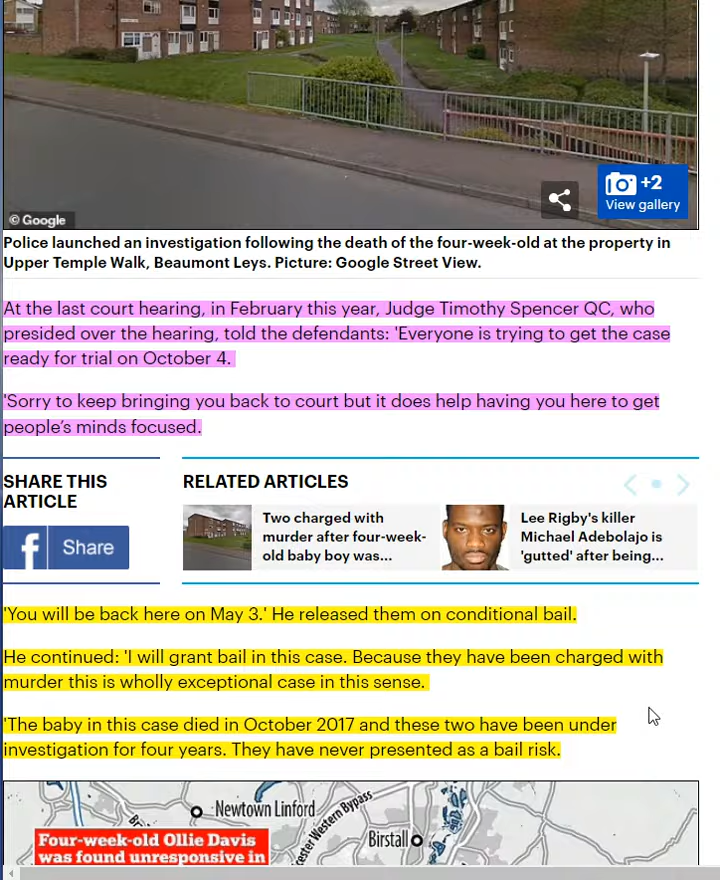 © Google
+2
View gallery
Police launched an investigation following the death of the four-week-old at the property in
Upper Temple Walk, Beaumont Leys. Picture: Google Street View.
At the last court hearing, in February this year, Judge Timothy Spencer QC, who
presided over the hearing, told the defendants: 'Everyone is trying to get the case
ready for trial on October 4.
'Sorry to keep bringing you back to court but it does help having you here to get
people's minds focused.
SHARE THIS
ARTICLE
Share
RELATED ARTICLES
Two charged with
murder after four-week-
old baby boy was...
Lee Rigby's killer
Michael Adebolajo is
'gutted' after being...
'You will be back here on May 3.' He released them on conditional bail.
He continued: 'I will grant bail in this case. Because they have been charged with
murder this is wholly exceptional case in this sense.
'The baby in this case died in October 2017 and these two have been under
investigation for four years. They have never presented as a bail risk.
Newtown Linford
Western Bypass
Birstall
Four-week-old Ollie Davis
was found unresponsive in